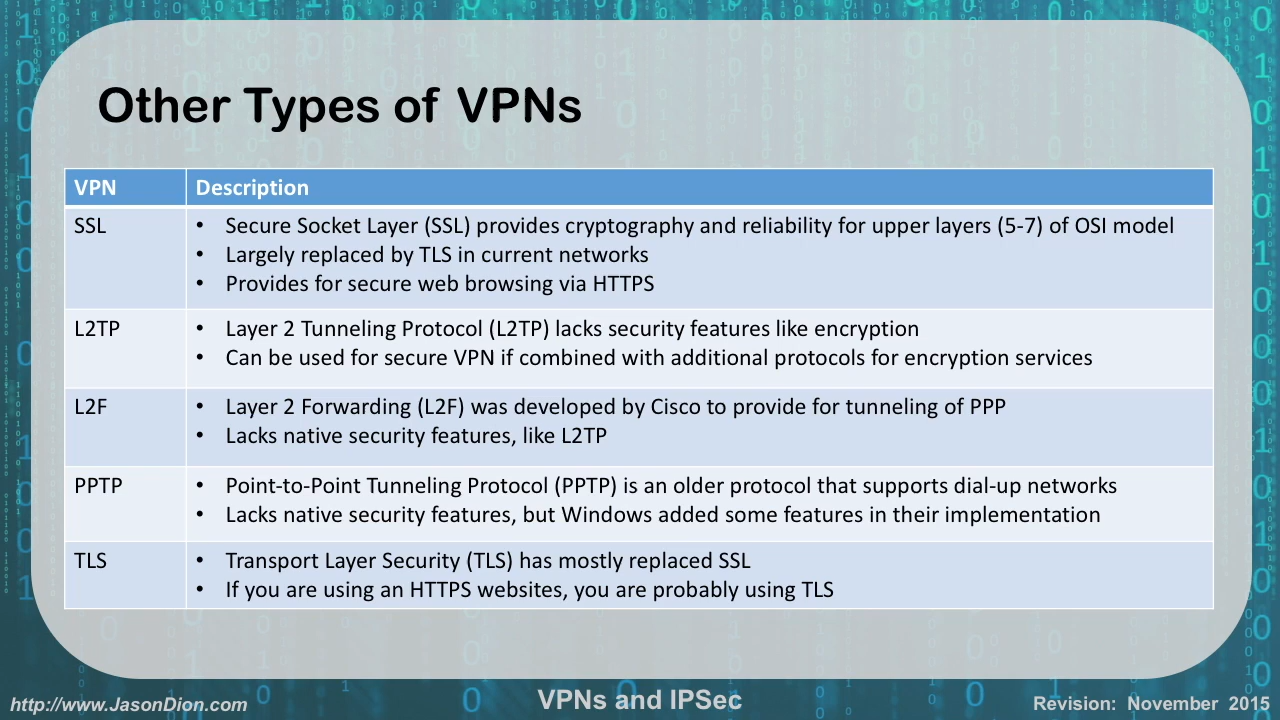 Other Types of VPNs
VPN Description
SSL
• Secure Socket Layer (SSL) provides cryptography and reliability for upper layers (5-7) of OSI model
• Largely replaced by TLS in current networks
• Provides for secure web browsing via HTTPS
L2TP
• Layer 2 Tunneling Protocol (L2TP) lacks security features like encryption
• Can be used for secure VPN if combined with additional protocols for encryption services
L2F
• Layer 2 Forwarding (L2F) was developed by Cisco to provide for tunneling of PPP
• Lacks native security features, like L2TP
PPTP
• Point-to-Point Tunneling Protocol (PPTP) is an older protocol that supports dial-up networks
• Lacks native security features, but Windows added some features in their implementation
TLS
• Transport Layer Security (TLS) has mostly replaced SSL
• If you are using an HTTPS websites, you are probably using TLS
http://www.JasonDion.com
VPNs and IPSec
Revision: November 2015